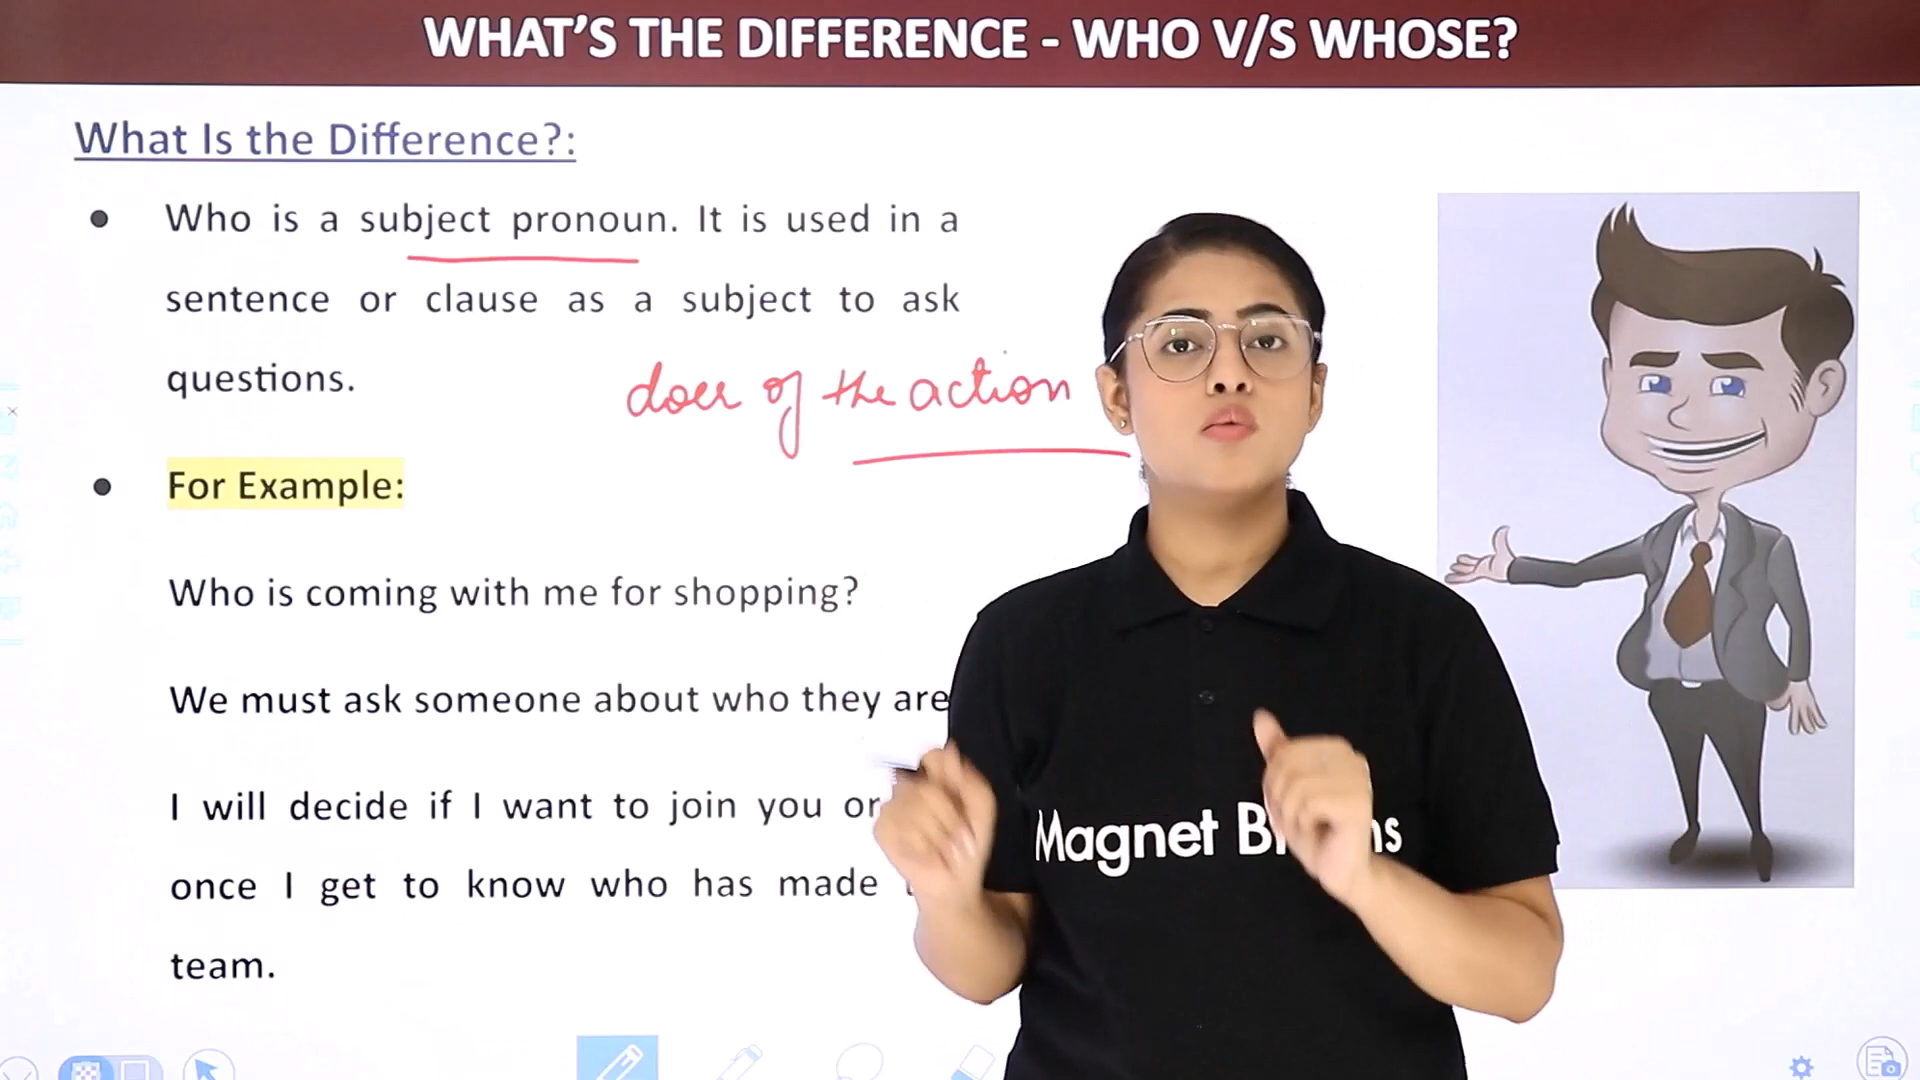 WHAT'S THE DIFFERENCE - WHO V/S WHOSE?
What Is the Difference?:
● Who is a subject pronoun. It is used in a
sentence or clause as a subject to ask
questions.
doer of the action
● For Example:
Who is coming with me for shopping?
We must ask someone about who they are
I will decide if I want to join you or
once I get to know who has made
team.
Magnet B ns